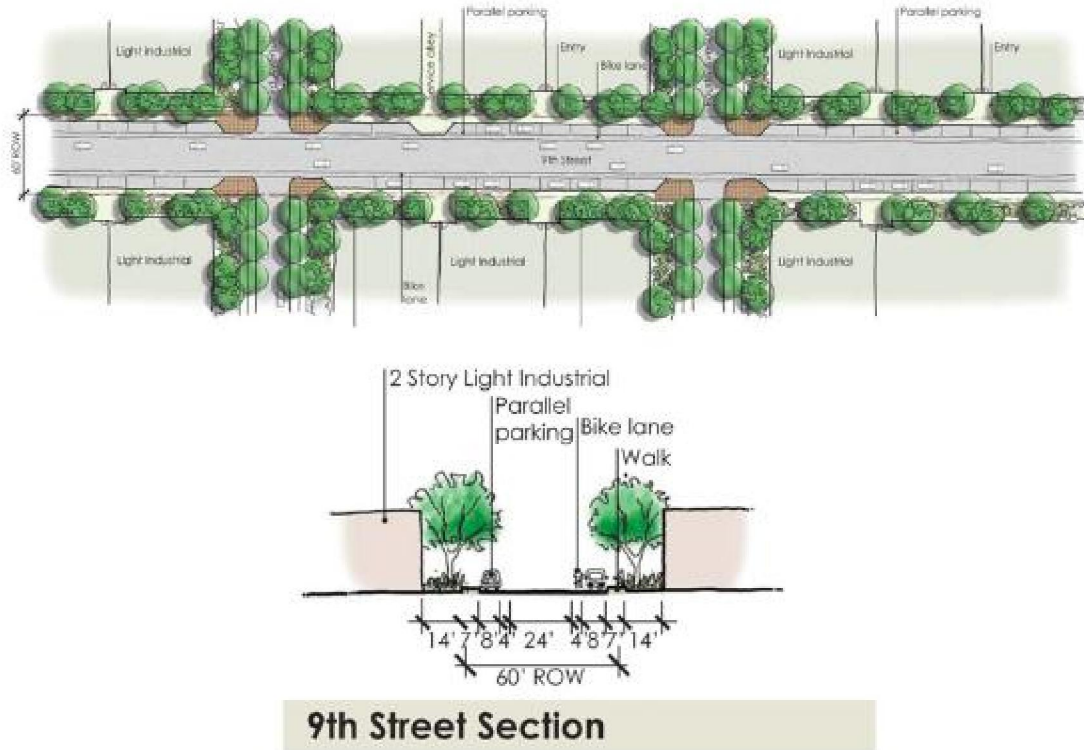 Parallel parking
Parallel parking
Light Industrial
service alley
Entry
Bike lane
Light Industrial
Entry
60' ROW
9th Street
Light Industrial
Bike
lane
Light Industrial
Light Industrial
2 Story Light Industrial
Parallel
parking
Bike lane
Walk
14' 7' 8' 4' 24' 4' 8' 7' 14'
60' ROW
9th Street Section